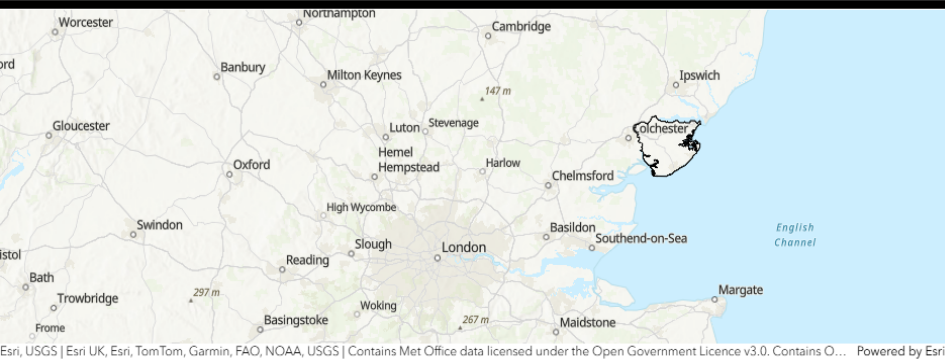 Northampton
Worcester
Cambridge
ord
Banbury
Milton Keynes
Ipswich
147 m
Gloucester
Luton
Stevenage
Colchester
Hemel
Hempstead
Oxford
Harlow
Chelmsford
High Wycombe
Swindon
Basildon
English
Channel
Slough
London
Southend-on-Sea
istol
Reading
Bath
Margate
297 m
Trowbridge
Woking
Frome
Basingstoke
267 m
Maidstone
Esri, USGS | Esri UK, Esri, TomTom, Garmin, FAO, NOAA, USGS | Contains Met Office data licensed under the Open Government Licence v3.0, Contains O... Powered by Esri